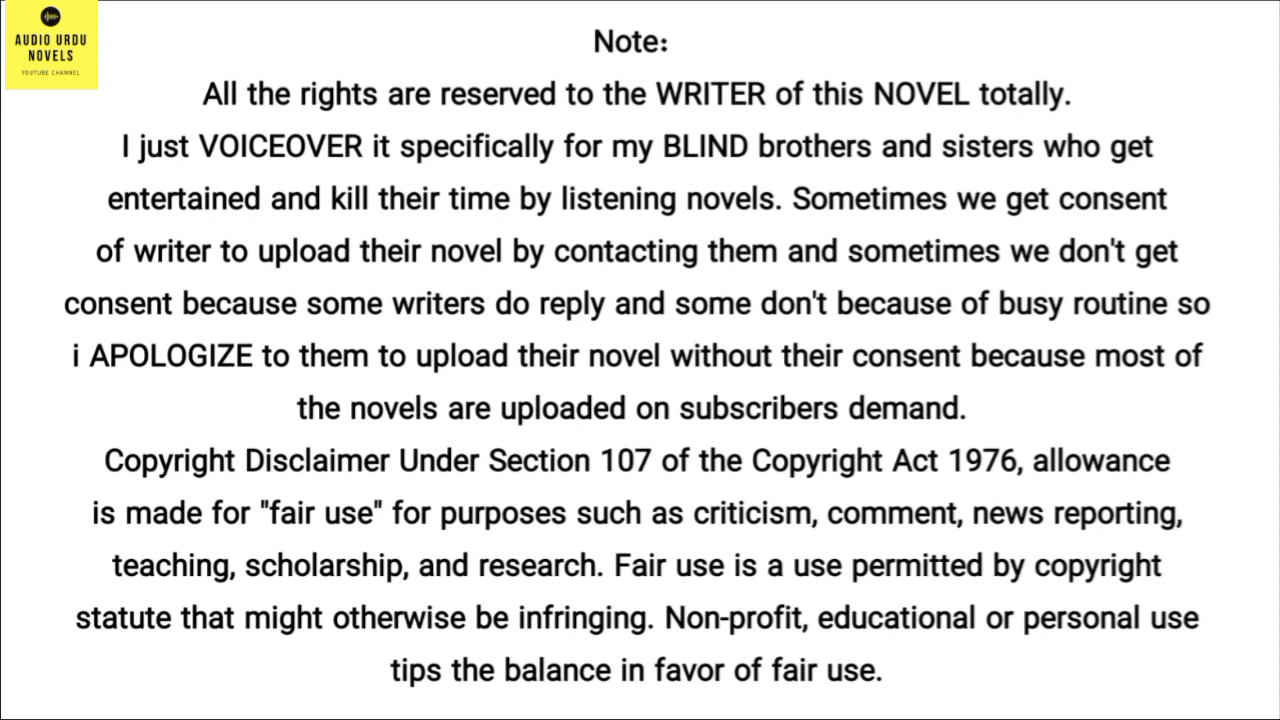 AUDIO URDU
NOVELS
YOUTUBE CHANNEL
Note:
All the rights are reserved to the WRITER of this NOVEL totally.
I just VOICEOVER it specifically for my BLIND brothers and sisters who get
entertained and kill their time by listening novels. Sometimes we get consent
of writer to upload their novel by contacting them and sometimes we don't get
consent because some writers do reply and some don't because of busy routine so
i APOLOGIZE to them to upload their novel without their consent because most of
the novels are uploaded on subscribers demand.
Copyright Disclaimer Under Section 107 of the Copyright Act 1976, allowance
is made for "fair use" for purposes such as criticism, comment, news reporting,
teaching, scholarship, and research. Fair use is a use permitted by copyright
statute that might otherwise be infringing. Non-profit, educational or personal use
tips the balance in favor of fair use.